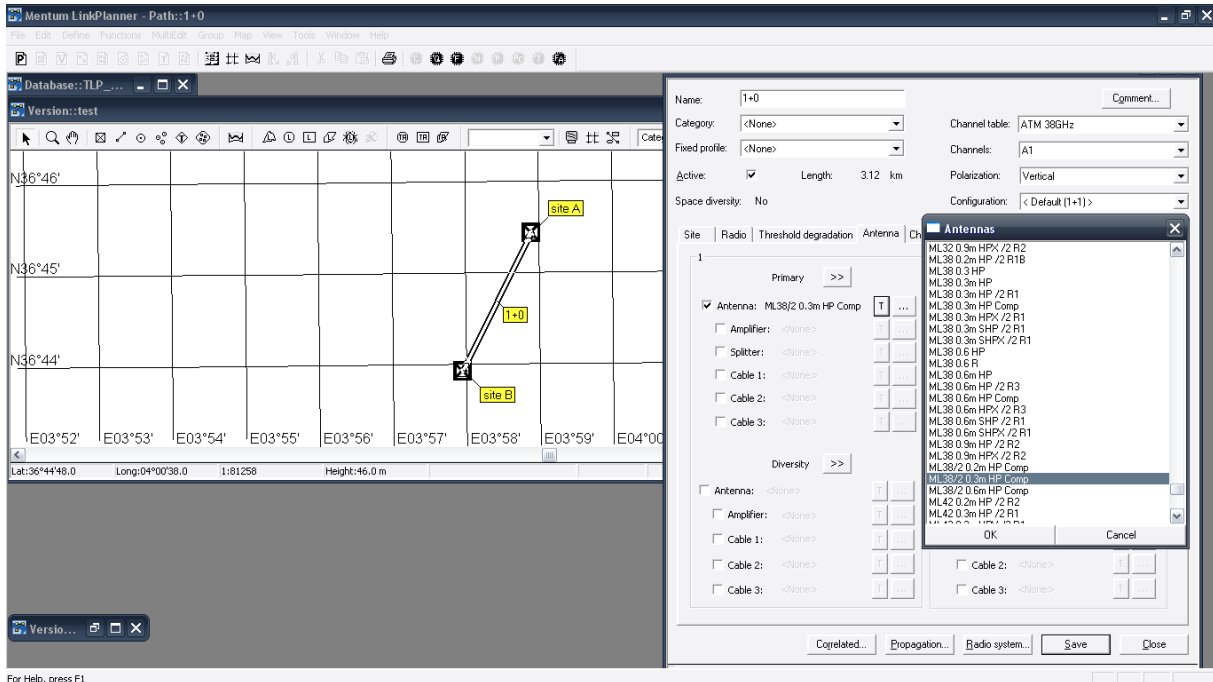 Mentum LinkPlanner - Path::1+0
File Edit Define Functions MultiEdit Group Map View Tools Window Help
Database::TLP_...
Version::test
Cate
N36°46'
N36°45'
N36°44'
site A
1+0
site B
E03°52' E03°53' E03°54' E03°55' E03°56' E03°57' E03°58' E03°59' E04°00
Lat:36°44'48.0 Long:04°00'38.0 1:81258 Height:46.0 m
Versio...
For Help, press F1
Name: 1+0 Comment...
Category: <None> Channel table: ATM 38GHz
Fixed profile: <None> Channels: A1
Active: Length: 3.12 km Polarization: Vertical
Space diversity: No Configuration: < Default (1+1) >
Site Radio Threshold degradation Antenna Ch
1
Primary >>
Antenna: ML38/2 0.3m HP Comp T ...
Amplifier: <None> T ...
Splitter: <None> T ...
Cable 1: <None> T ...
Cable 2: <None> T ...
Cable 3: <None> T ...
Diversity >>
Antenna: <None> T ...
Amplifier: <None> T ...
Cable 1: <None> T ...
Cable 2: <None> T ...
Cable 3: <None> T ...
Antennas
ML32 0.9m HPX /2 R2
ML38 0.2m HP /2 R1B
ML38 0.3 HP
ML38 0.3m HP
ML38 0.3m HP /2 R1
ML38 0.3m HP Comp
ML38 0.3m HPX /2 R1
ML38 0.3m SHP /2 R1
ML38 0.3m SHPX /2 R1
ML38 0.6 HP
ML38 0.6 R
ML38 0.6m HP
ML38 0.6m HP /2 R3
ML38 0.6m HP Comp
ML38 0.6m HPX /2 R3
ML38 0.6m SHP /2 R1
ML38 0.6m SHPX /2 R1
ML38 0.9m HP /2 R2
ML38 0.9m HPX /2 R2
ML38/2 0.2m HP Comp
ML38/2 0.3m HP Comp
ML38/2 0.6m HP Comp
ML42 0.2m HP /2 R2
ML42 0.3m HP /2 R1
OK Cancel
Cable 2: <None> T ...
Cable 3: <None> T ...
Correlated... Propagation... Radio system... Save Close